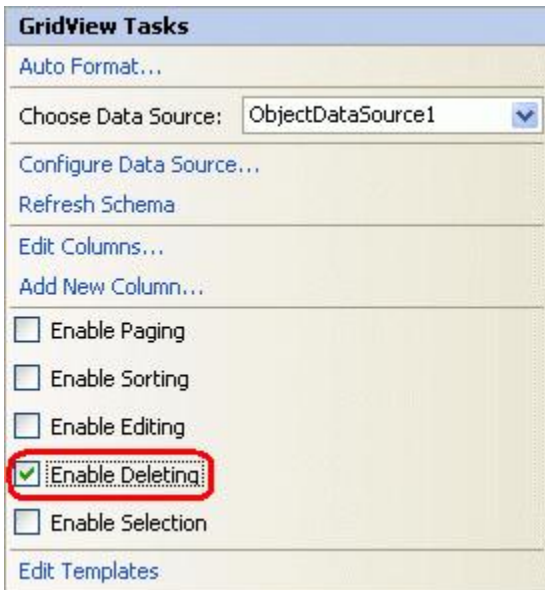 GridView Tasks
Auto Format...
Choose Data Source: ObjectDataSource1
Configure Data Source...
Refresh Schema
Edit Columns...
Add New Column...
Enable Paging
Enable Sorting
Enable Editing
Enable Deleting
Enable Selection
Edit Templates